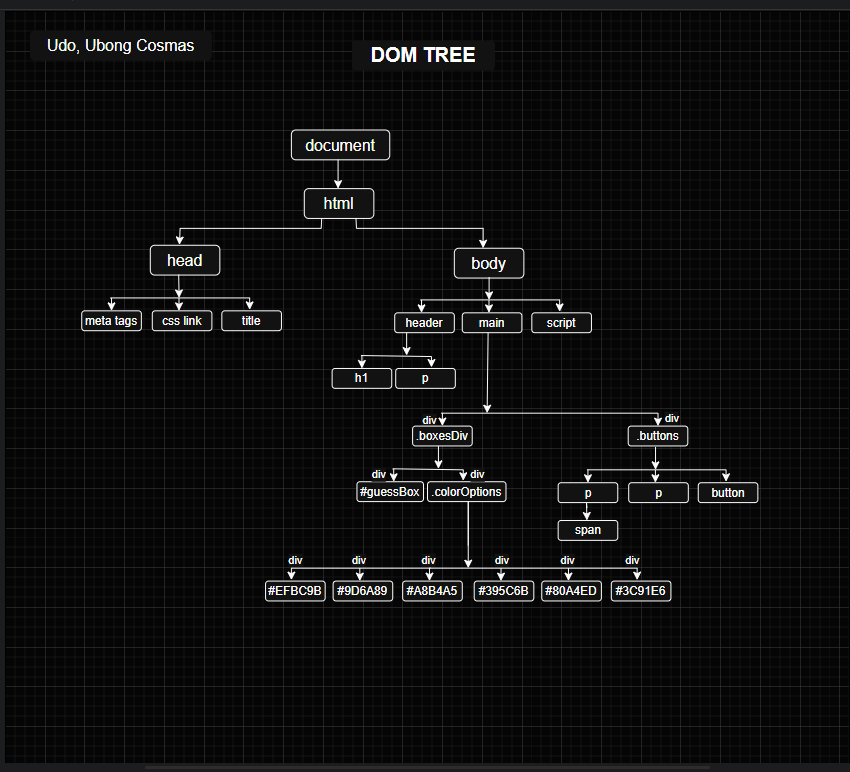 Udo, Ubong Cosmas
DOM TREE
document
html
head
body
meta tags
css link
title
header
main
script
h1
p
div
div
.boxesDiv
.buttons
div
div
#guessBox
.colorOptions
p
p
button
span
div
div
div
div
div
div
#EFBC9B
#9D6A89
#A8B4A5
#395C6B
#80A4ED
#3C91E6